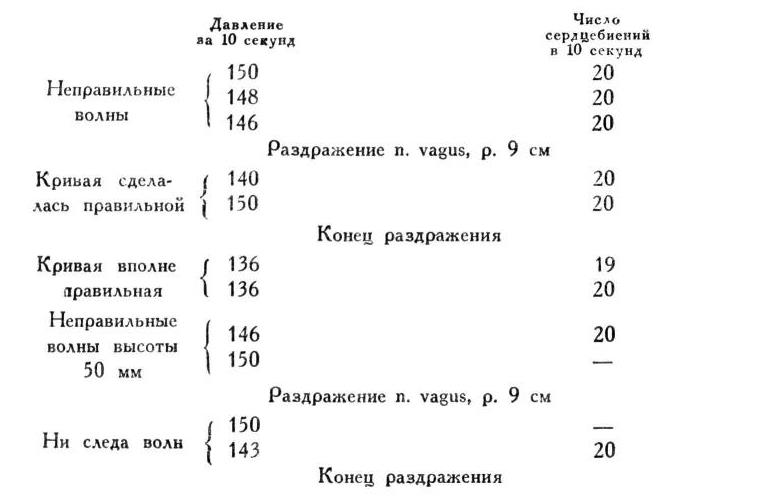 Давление
за 10 секунд
Число
сердцебиений
в 10 секунд
150 20
Неправильные
148 20
волны
146 20
Раздражение n. vagus, р. 9 см
Кривая сдела- 140 20
лась правильной 150 20
Конец раздражения
Кривая вполне 136 19
правильная 136 20
Неправильные
146 20
волны высоты
150 —
50 мм
Раздражение n. vagus, р. 9 см
150 —
Ни следа волн
143 20
Конец раздражения